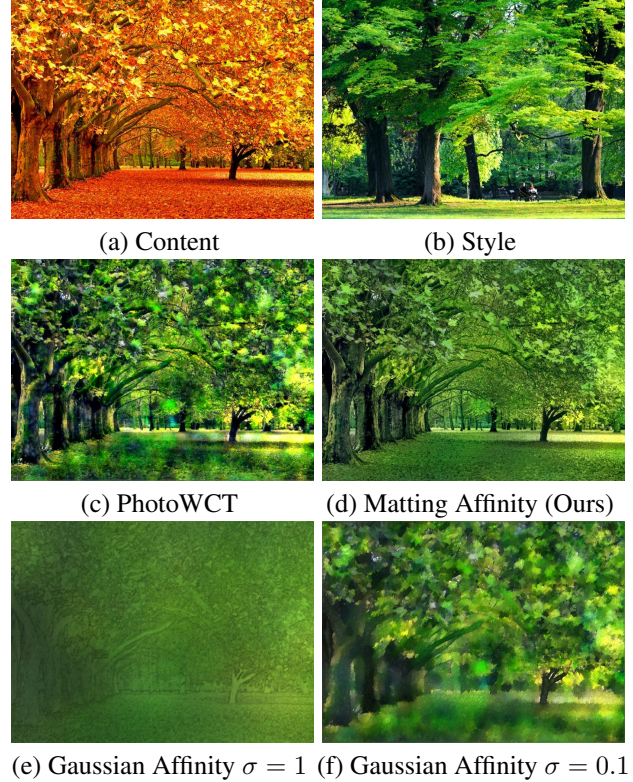 (a) Content
(b) Style
(c) PhotoWCT
(d) Matting Affinity (Ours)
(e) Gaussian Affinity σ = 1
(f) Gaussian Affinity σ = 0.1